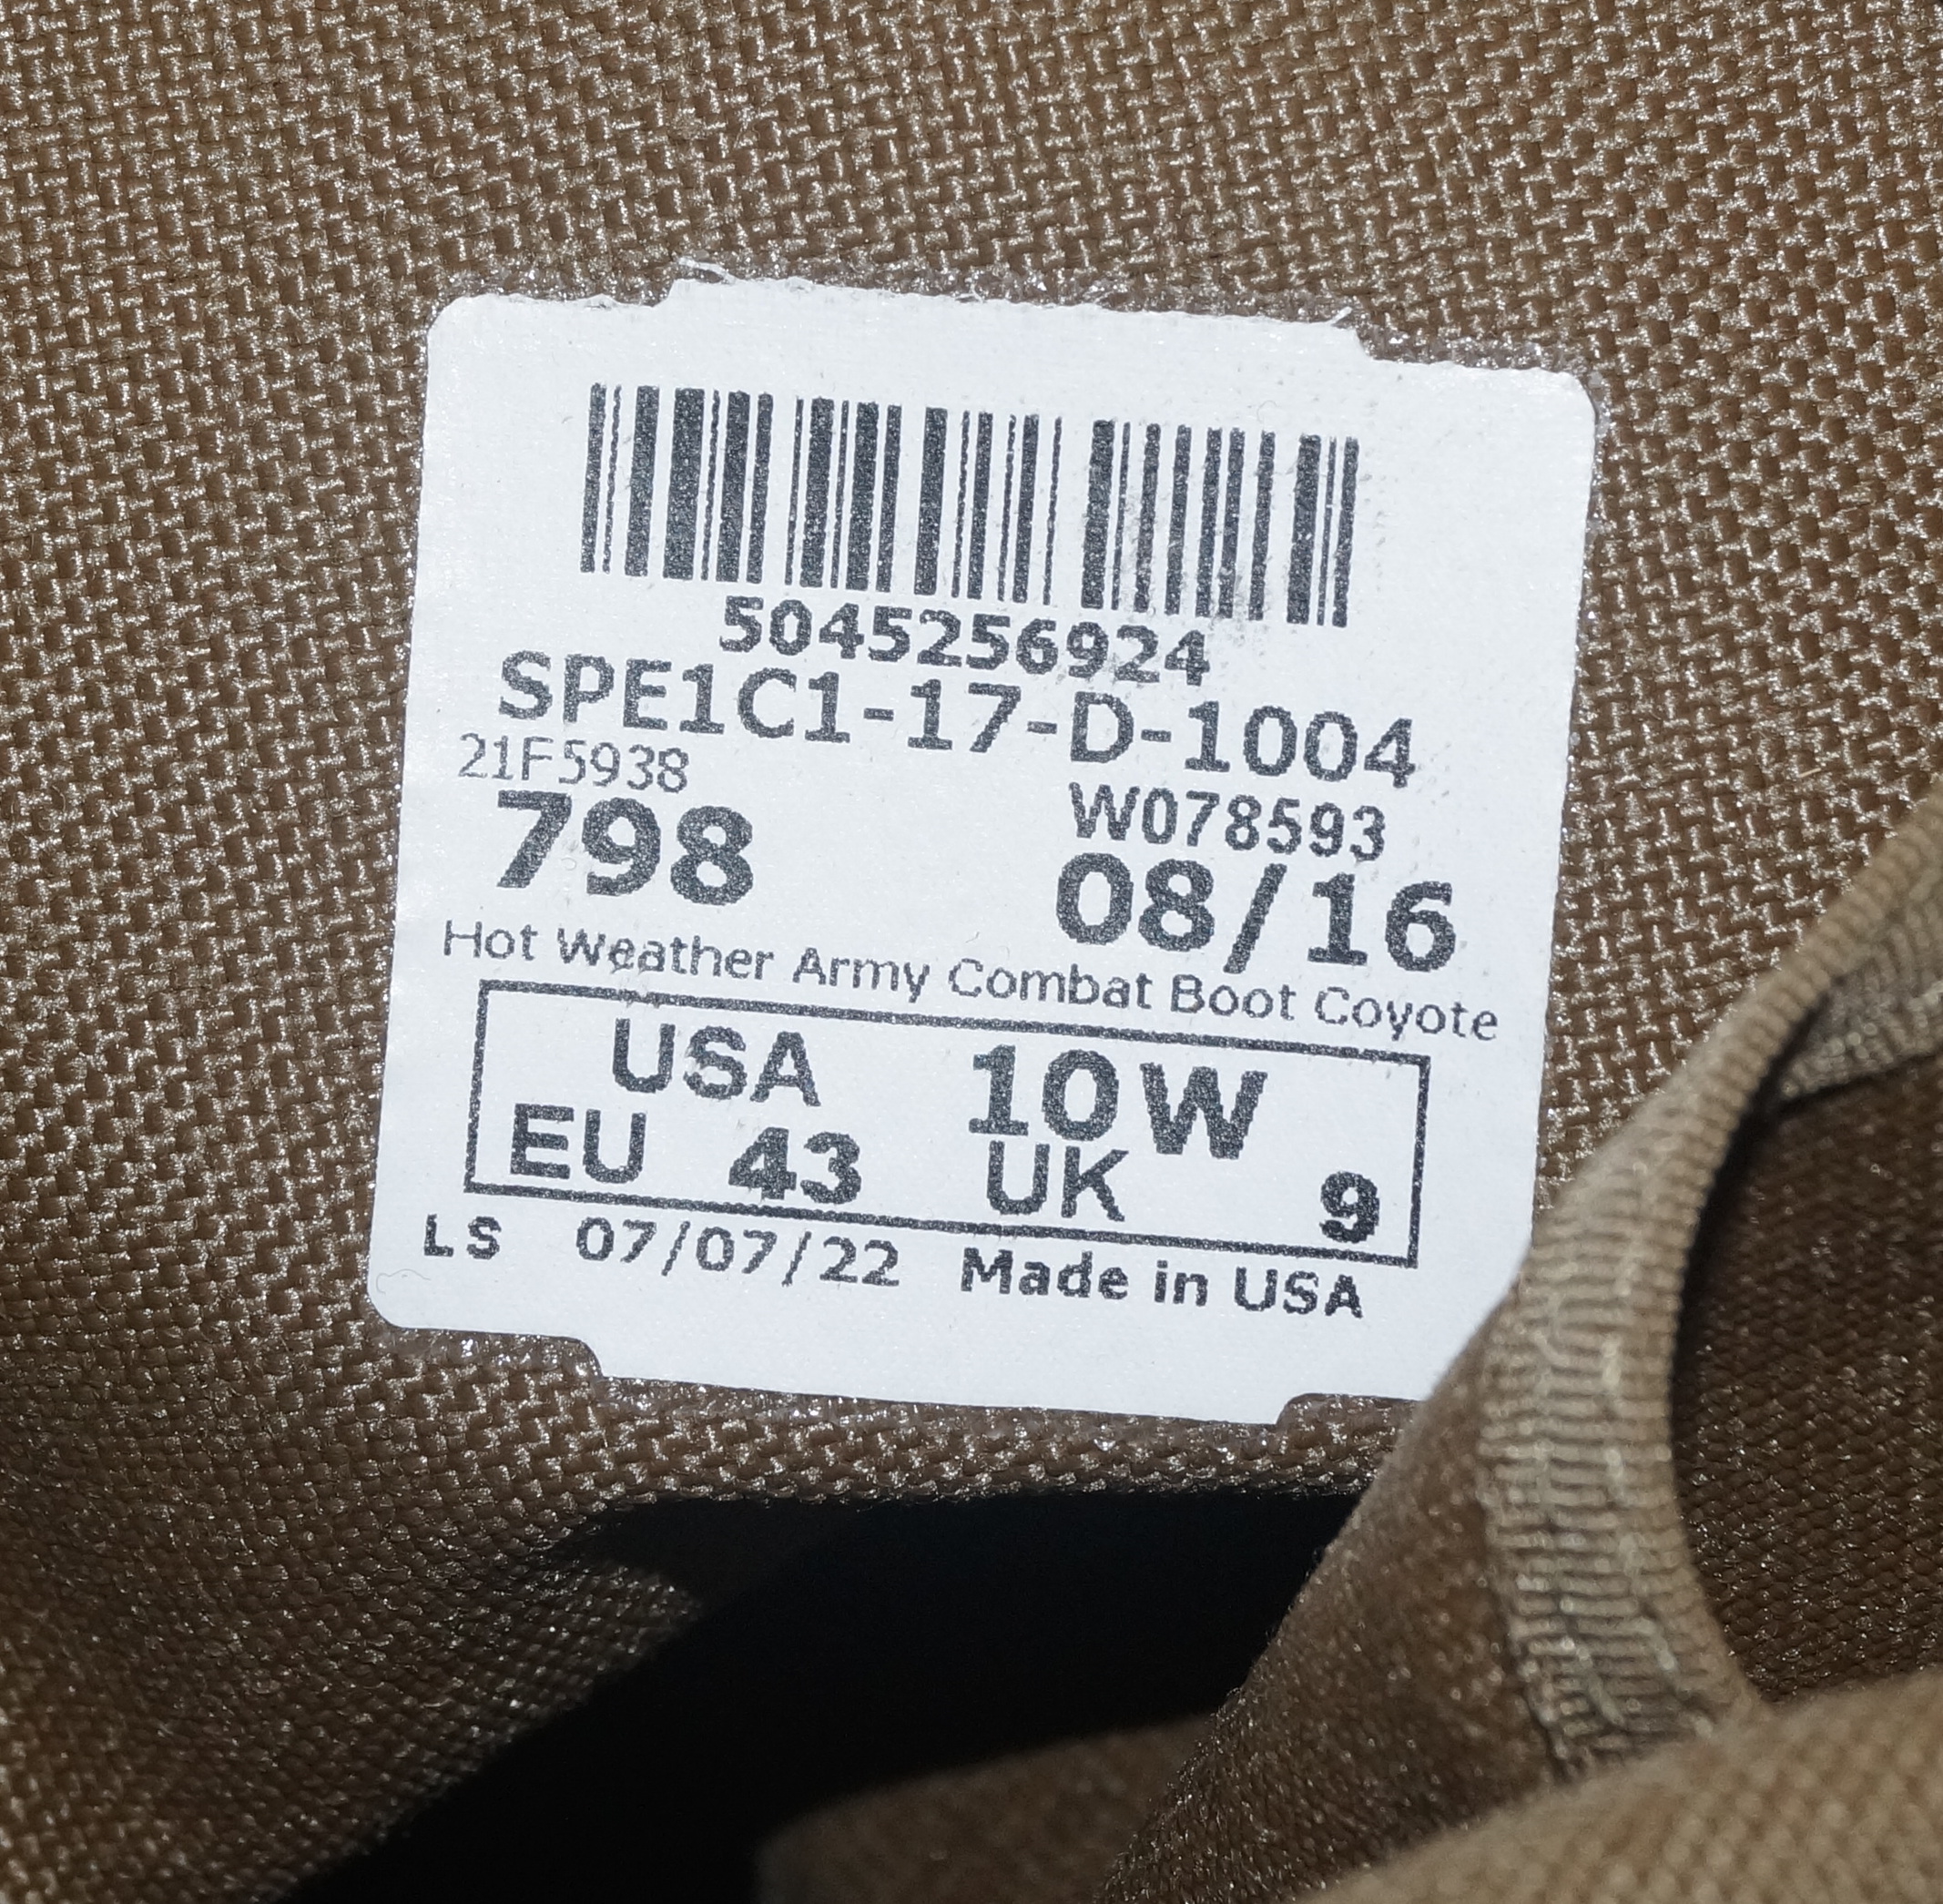 5045256924
SPE1C1-17-D-1004
21F5938 W078593
798 08/16
Hot Weather Army Combat Boot Coyote
USA 10 W
EU 43 UK 9
LS 07/07/22 Made in USA